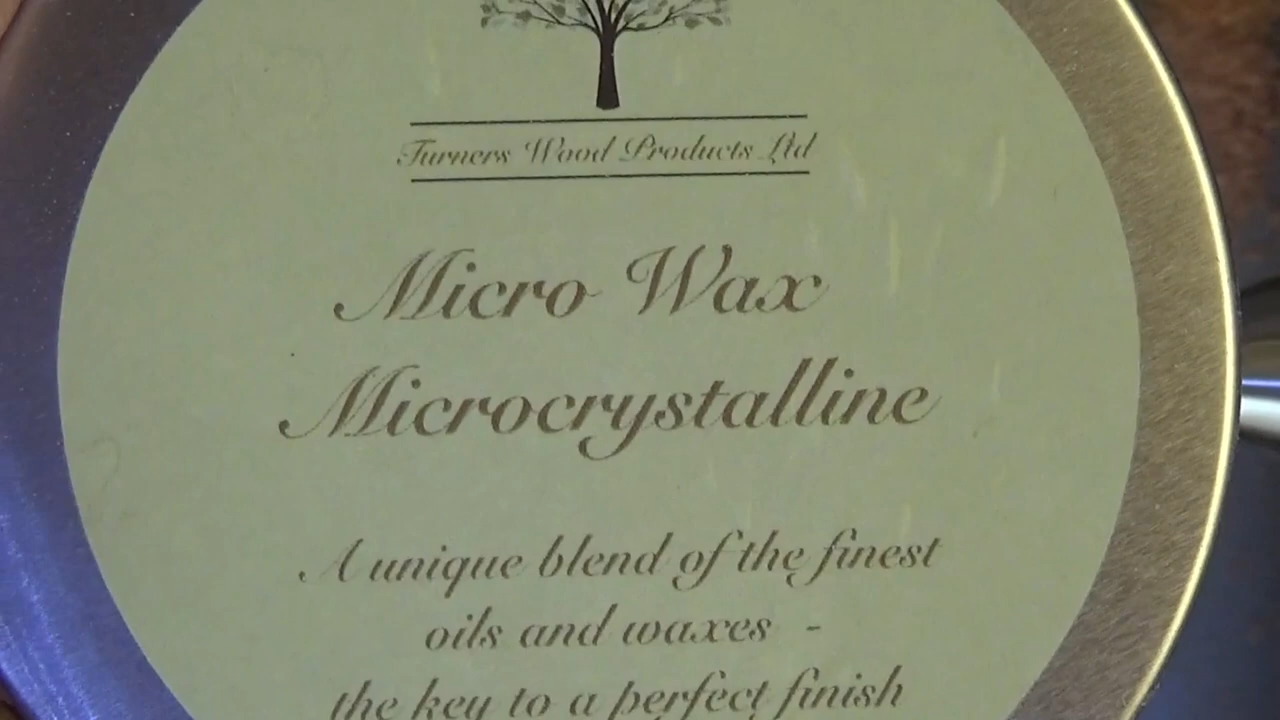 Turners Wood Products Ltd
Micro Wax
Microcrystalline
A unique blend of the finest
oils and waxes -
the key to a perfect finish